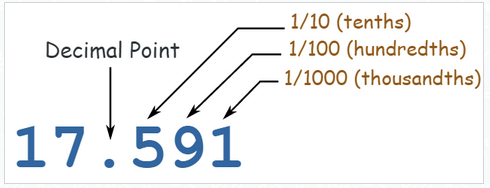 1/10 (tenths)
1/100 (hundredths)
Decimal Point
1/1000 (thousandths)
17.591